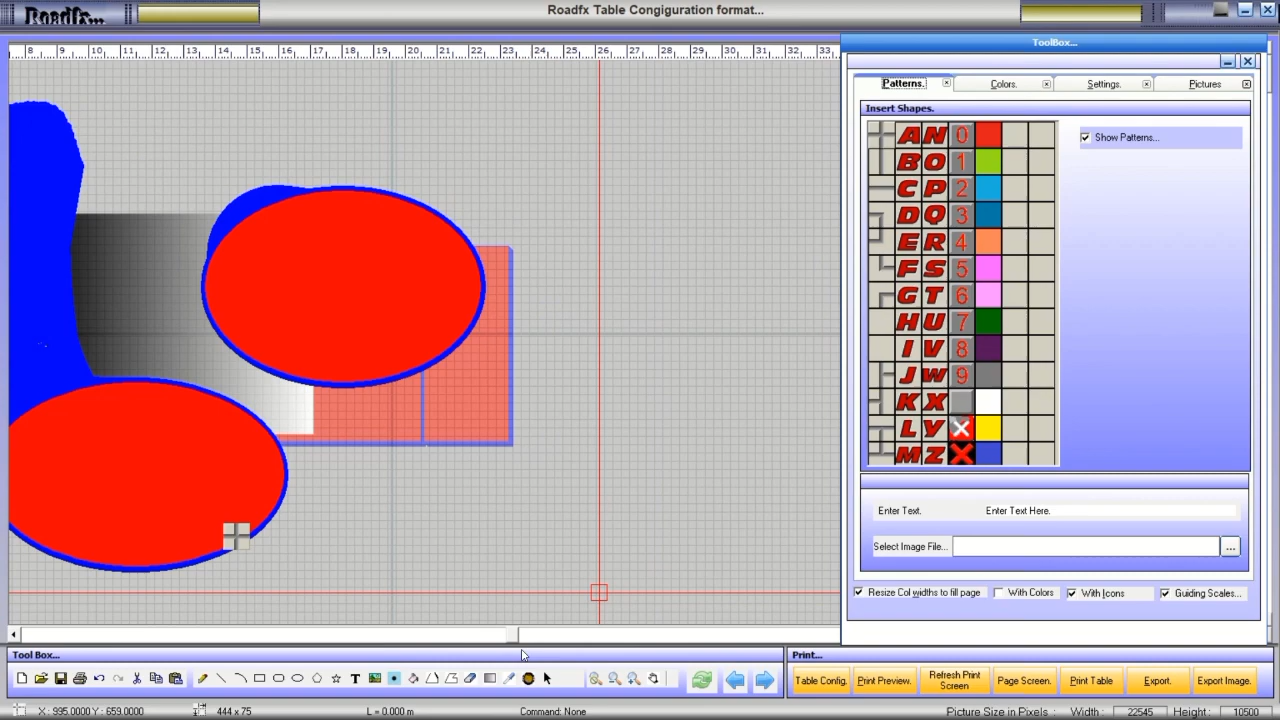 Roadfx...
Roadfx Table Congiguration format...
8 9 10 11 12 13 14 15 16 17 18 19 20 21 22 23 24 25 26 27 28 29 30 31 32 33
ToolBox...
Patterns. Colors. Settings. Pictures
Insert Shapes.
Show Patterns...
A N 0
B O 1
C P 2
D Q 3
E R 4
F S 5
G T 6
H U 7
I V 8
J W 9
K X
L Y
M Z
Enter Text. Enter Text Here.
Select Image File... ...
Resize Col widths to fill page With Colors With Icons Guiding Scales...
Tool Box... Print...
T
Table Config. Print Preview. Refresh Print Screen Page Screen. Print Table Export. Export Image.
X: 995.0000 Y: 659.0000 444 x 75 L = 0.000 m Command: None Picture Size in Pixels : Width : 22545 Height : 10500